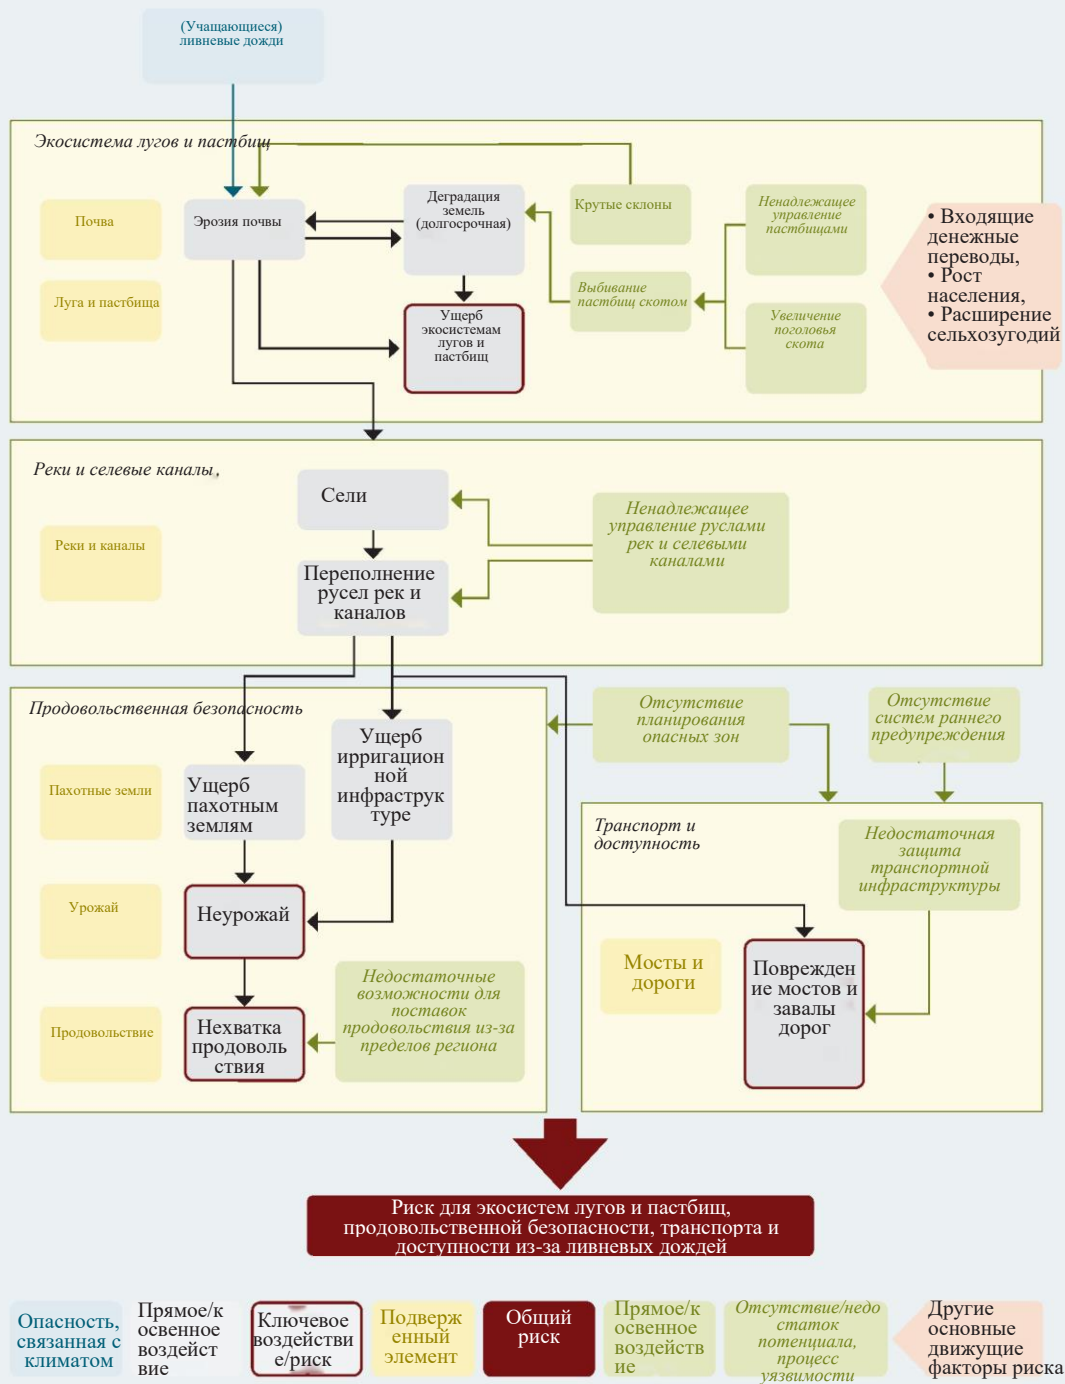 (Учащающиеся)
ливневые дожди
Экосистема лугов и пастбищ
Почва
Эрозия почвы
Деградация
земель
(долгосрочная)
Крутые склоны
Ненадлежащее
управление
пастбищами
• Входящие
денежные
переводы,
• Рост
населения,
• Расширение
сельхозугодий
Луга и пастбища
Ущерб
экосистемам
лугов и
пастбищ
Выбивание
пастбищ скотом
Увеличение
поголовья
скота
Реки и селевые каналы,
Реки и каналы
Сели
Переполнение
русел рек и
каналов
Ненадлежащее
управление руслами
рек и селевыми
каналами
Продовольственная безопасность
Отсутствие
планирования
опасных зон
Отсутствие
систем раннего
предупреждения
Пахотные земли
Ущерб
пахотным
землям
Ущерб
ирригацион
ной
инфраструк
туре
Транспорт и
доступность
Недостаточная
защита
транспортной
инфраструктуры
Урожай
Неурожай
Мосты и
дороги
Поврежден
ие мостов и
завалы
дорог
Продовольствие
Нехватка
продоволь
ствия
Недостаточные
возможности для
поставок
продовольствия из-за
пределов региона
Риск для экосистем лугов и пастбищ,
продовольственной безопасности, транспорта и
доступности из-за ливневых дождей
Опасность,
связанная с
климатом
Прямое/к
освенное
воздейст
вие
Ключевое
воздействи
е/риск
Подверж
енный
элемент
Общий
риск
Прямое/к
освенное
воздейств
ие
Отсутствие/недо
статок
потенциала,
процесс
уязвимости
Другие
основные
движущие
факторы риска